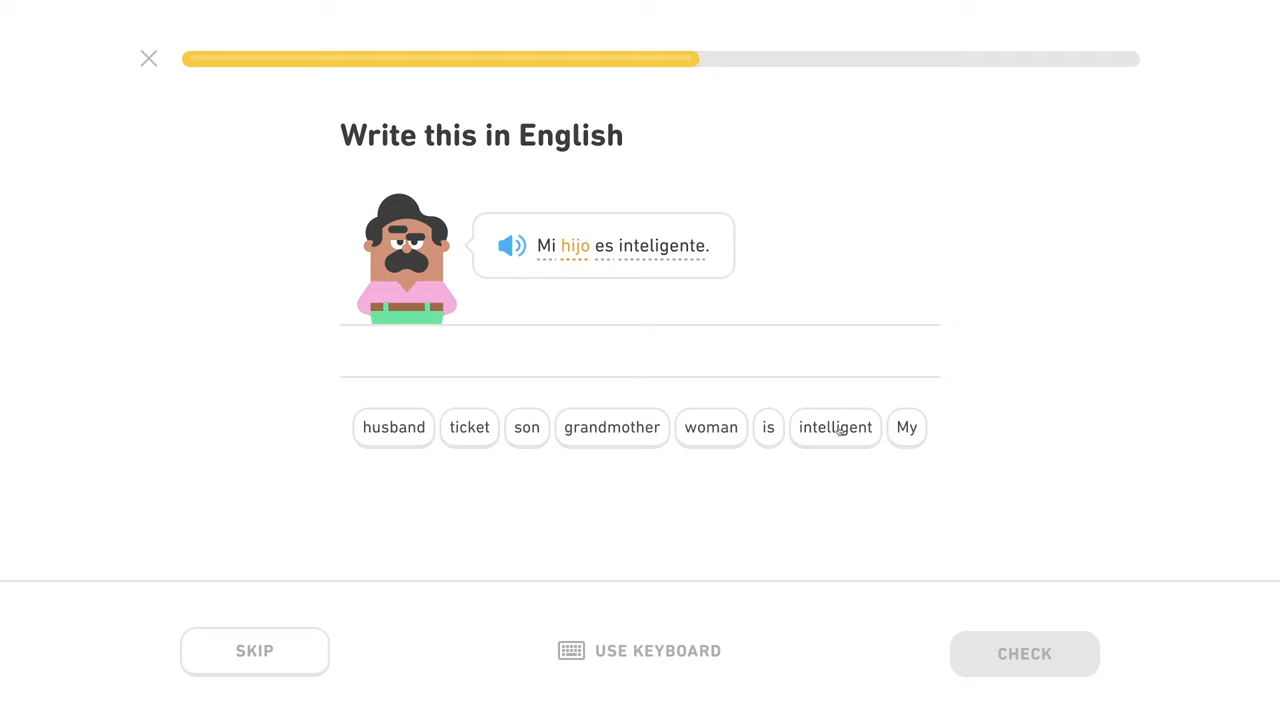 Write this in English
Mi hijo es inteligente.
husband ticket son grandmother woman is intelligent My
SKIP USE KEYBOARD CHECK